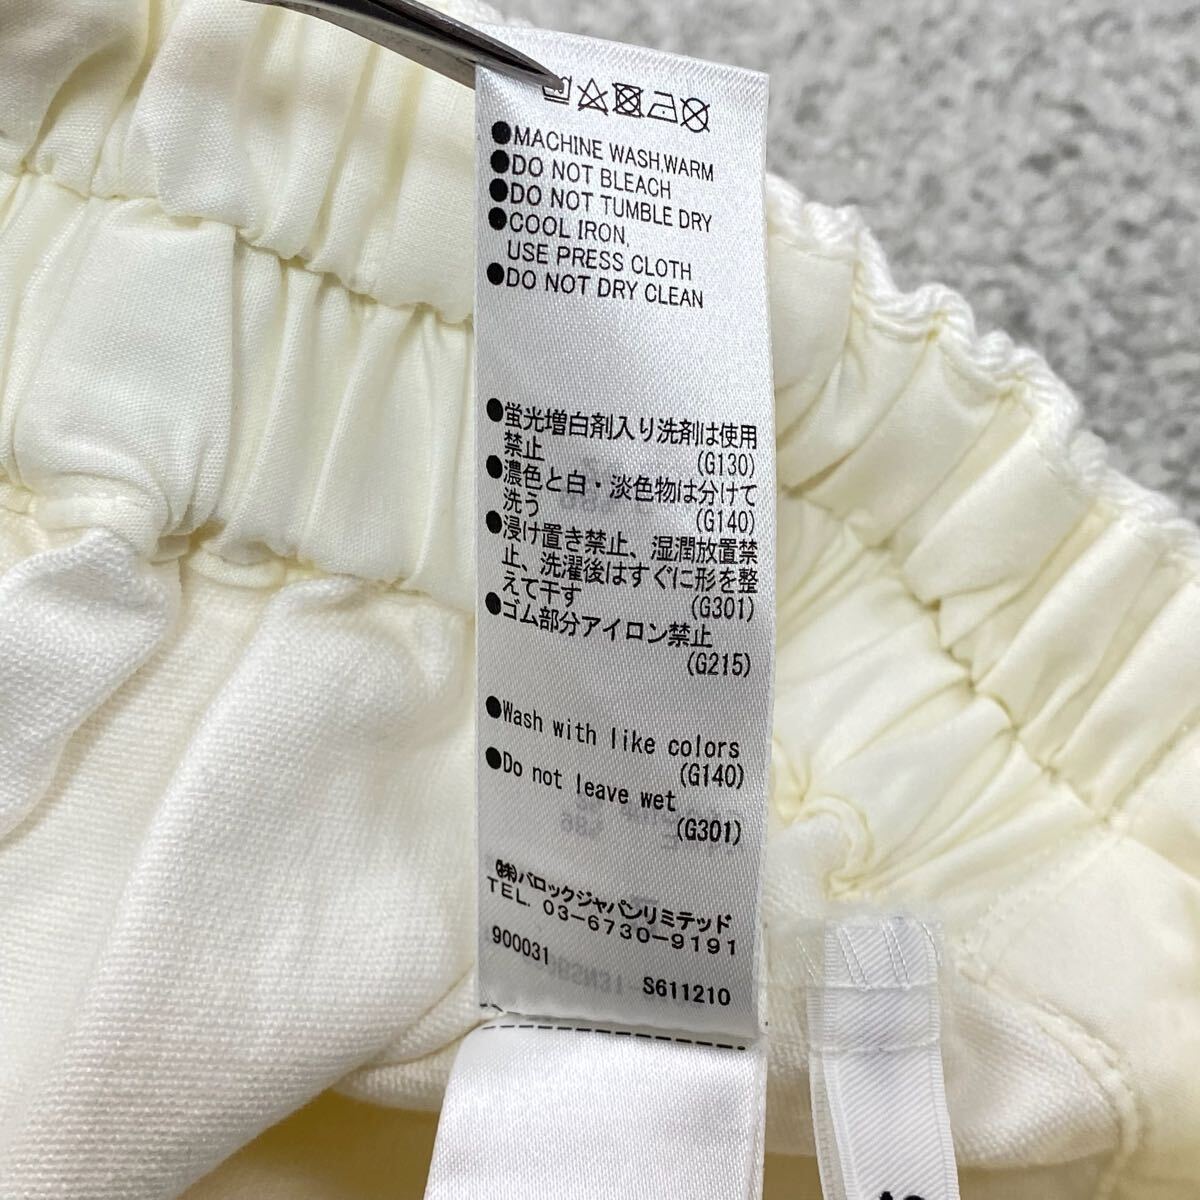 ●MACHINE WASH,WARM
●DO NOT BLEACH
●DO NOT TUMBLE DRY
●COOL IRON,
USE PRESS CLOTH
●DO NOT DRY CLEAN
●蛍光増白剤入り洗剤は使用
禁止 (G130)
●濃色と白・淡色物は分けて
洗う (G140)
●浸け置き禁止、湿潤放置禁
止、洗濯後はすぐに形を整
えて干す (G301)
●ゴム部分アイロン禁止
(G215)
●Wash with like colors
(G140)
●Do not leave wet
(G301)
㈱バロックジャパンリミテッド
TEL. 03-6730-9191
900031 S611210